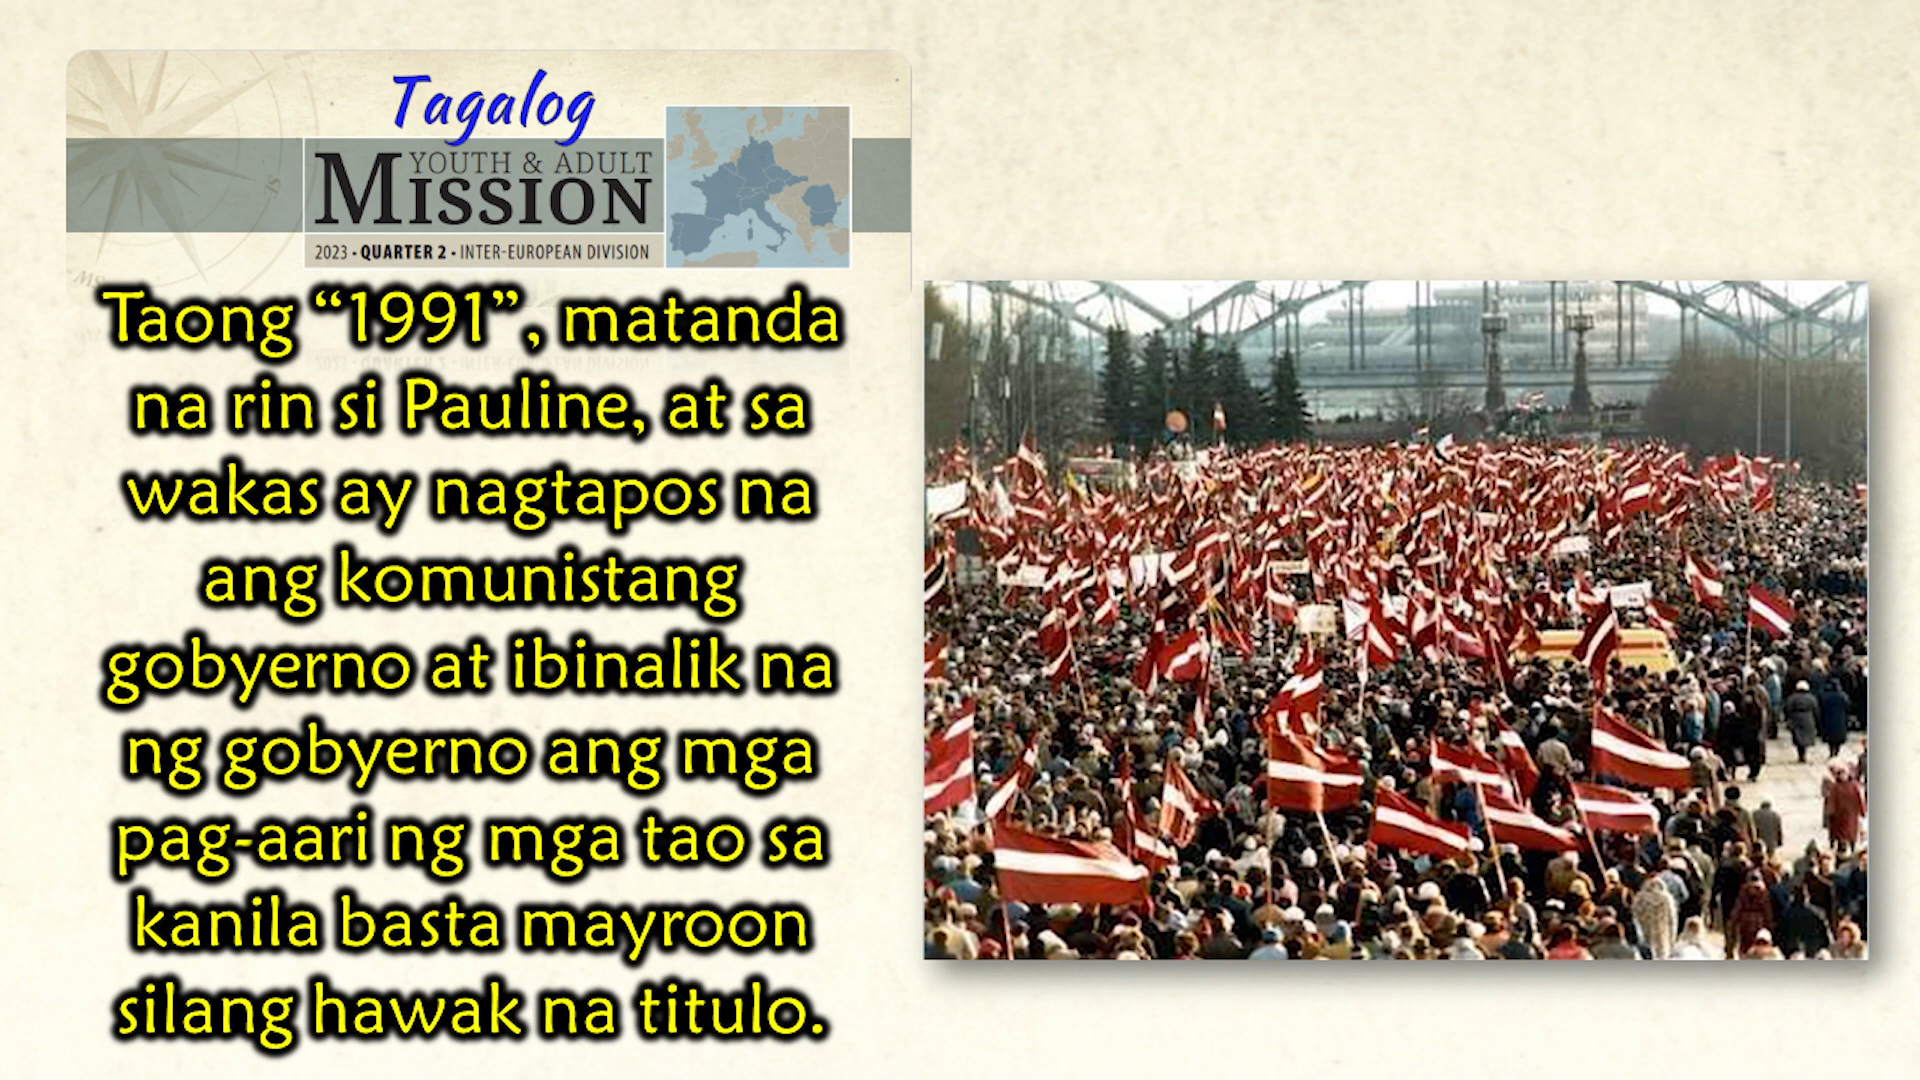 Tagalog
YOUTH & ADULT
MISSION
2023 • QUARTER 2 • INTER-EUROPEAN DIVISION
Taong “1991”, matanda
na rin si Pauline, at sa
wakas ay nagtapos na
ang komunistang
gobyerno at ibinalik na
ng gobyerno ang mga
pag-aari ng mga tao sa
kanila basta mayroon
silang hawak na titulo.